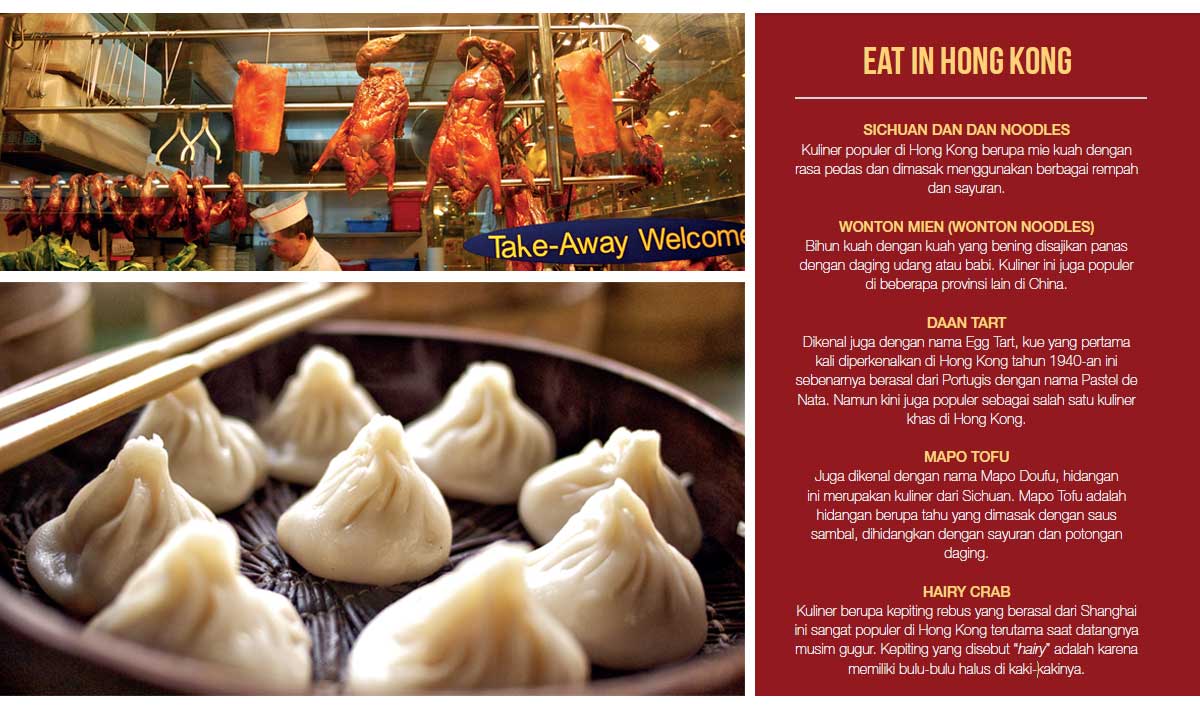 Take-Away Welcome
EAT IN HONG KONG
SICHUAN DAN DAN NOODLES
Kuliner populer di Hong Kong berupa mie kuah dengan
rasa pedas dan dimasak menggunakan berbagai rempah
dan sayuran.
WONTON MIEN (WONTON NOODLES)
Bihun kuah dengan kuah yang bening disajikan panas
dengan daging udang atau babi. Kuliner ini juga populer
di beberapa provinsi lain di China.
DAAN TART
Dikenal juga dengan nama Egg Tart, kue yang pertama
kali diperkenalkan di Hong Kong tahun 1940-an ini
sebenarnya berasal dari Portugis dengan nama Pastel de
Nata. Namun kini juga populer sebagai salah satu kuliner
khas di Hong Kong.
MAPO TOFU
Juga dikenal dengan nama Mapo Doufu, hidangan
ini merupakan kuliner dari Sichuan. Mapo Tofu adalah
hidangan berupa tahu yang dimasak dengan saus
sambal, dihidangkan dengan sayuran dan potongan
daging.
HAIRY CRAB
Kuliner berupa kepiting rebus yang berasal dari Shanghai
ini sangat populer di Hong Kong terutama saat datangnya
musim gugur. Kepiting yang disebut "hairy" adalah karena
memiliki bulu-bulu halus di kaki-kakinya.